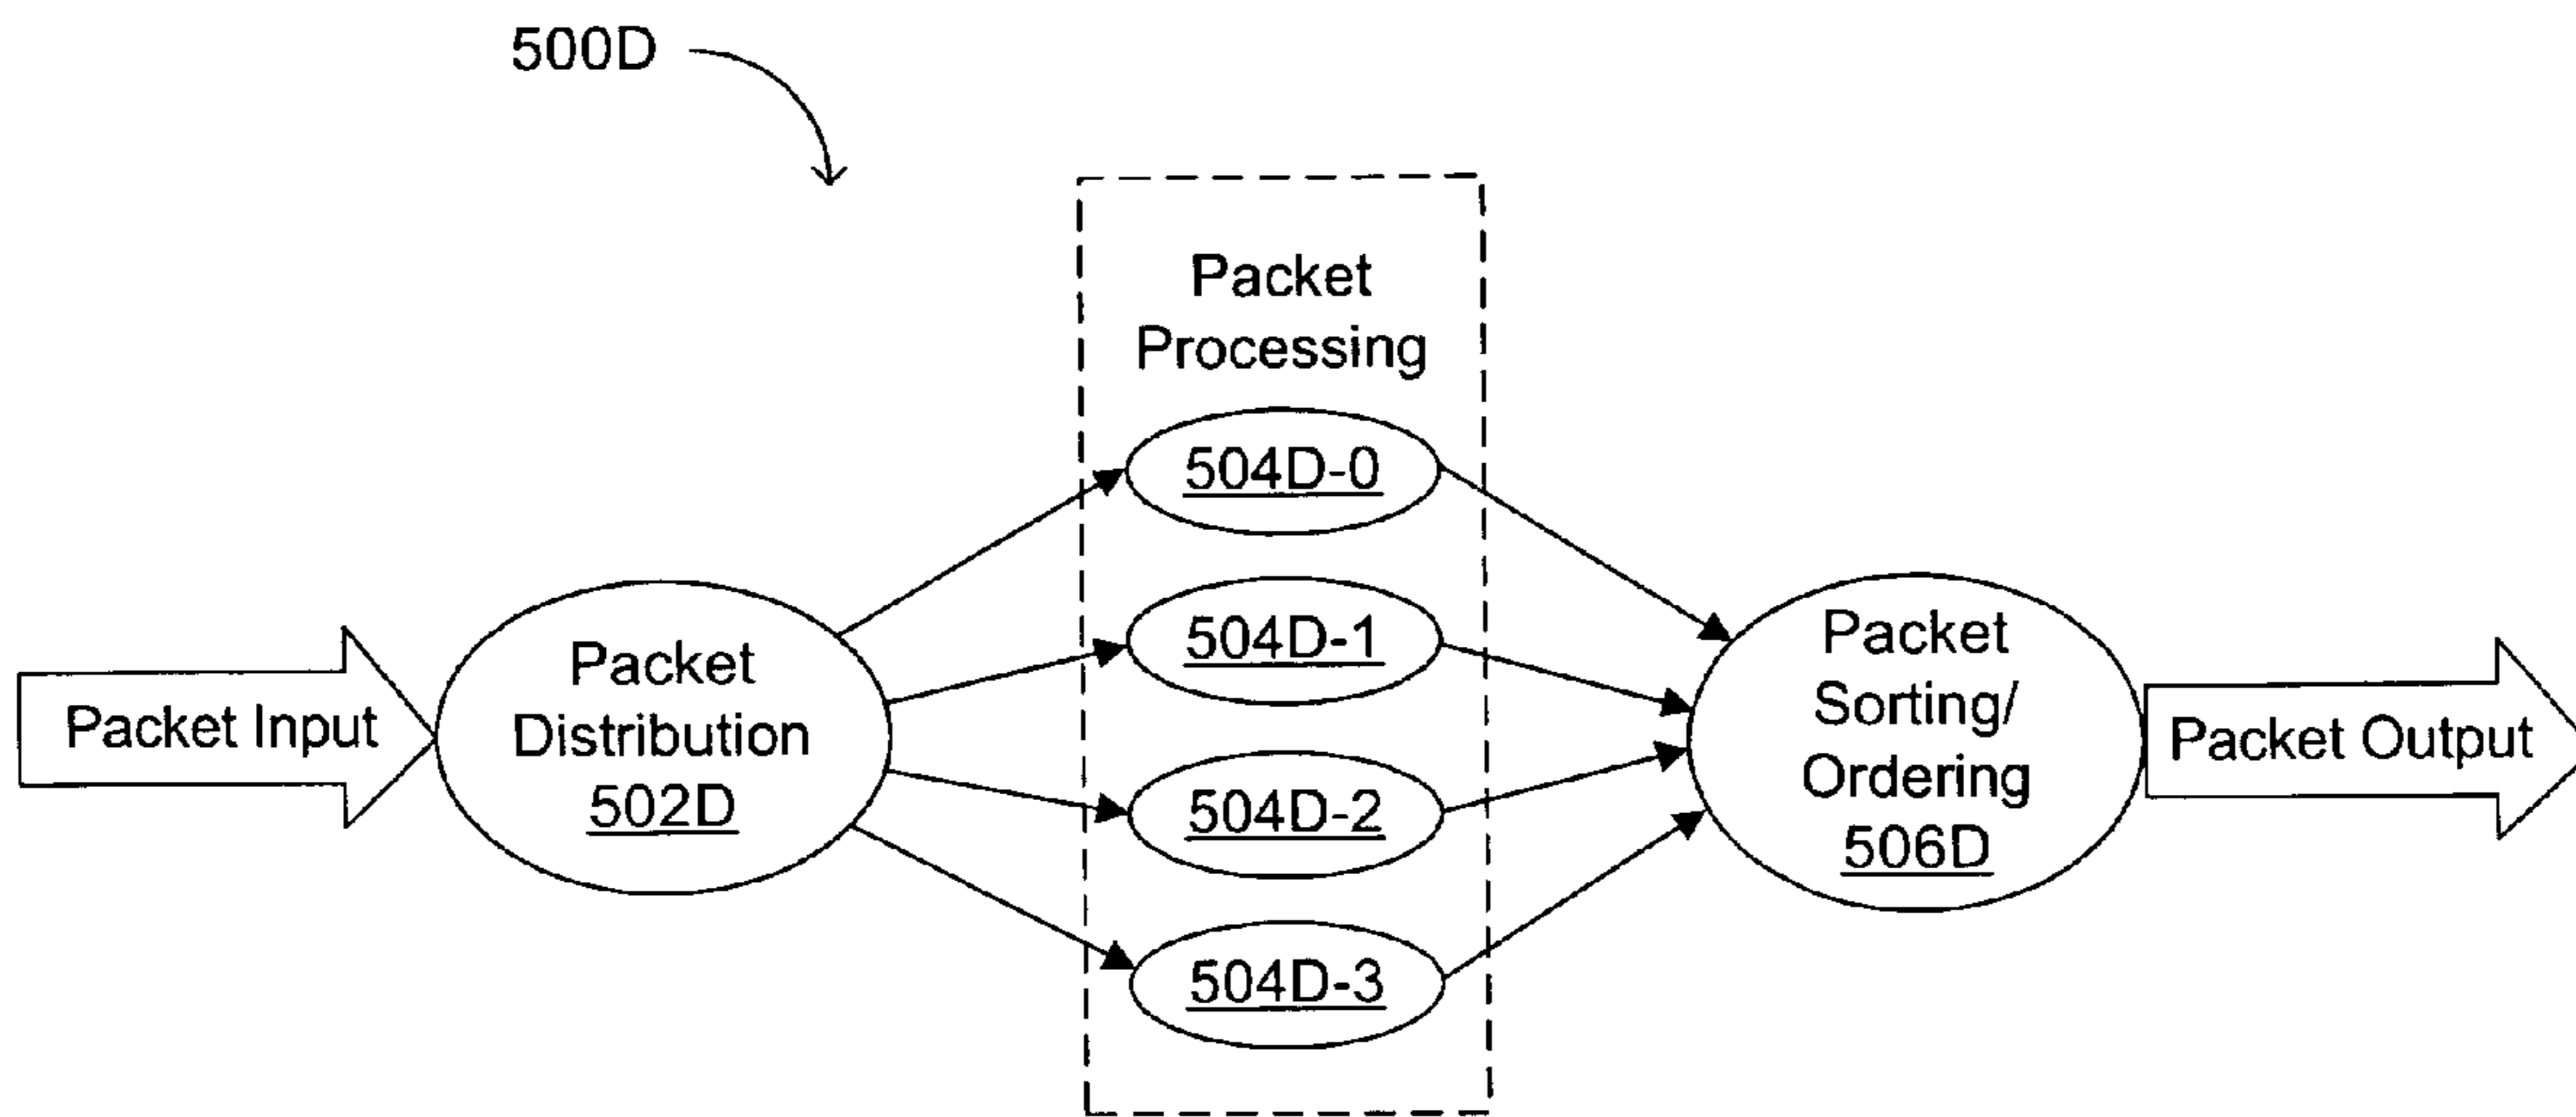 500D
Packet Input
Packet
Distribution
502D
Packet
Processing
504D-0
504D-1
504D-2
504D-3
Packet
Sorting/
Ordering
506D
Packet Output